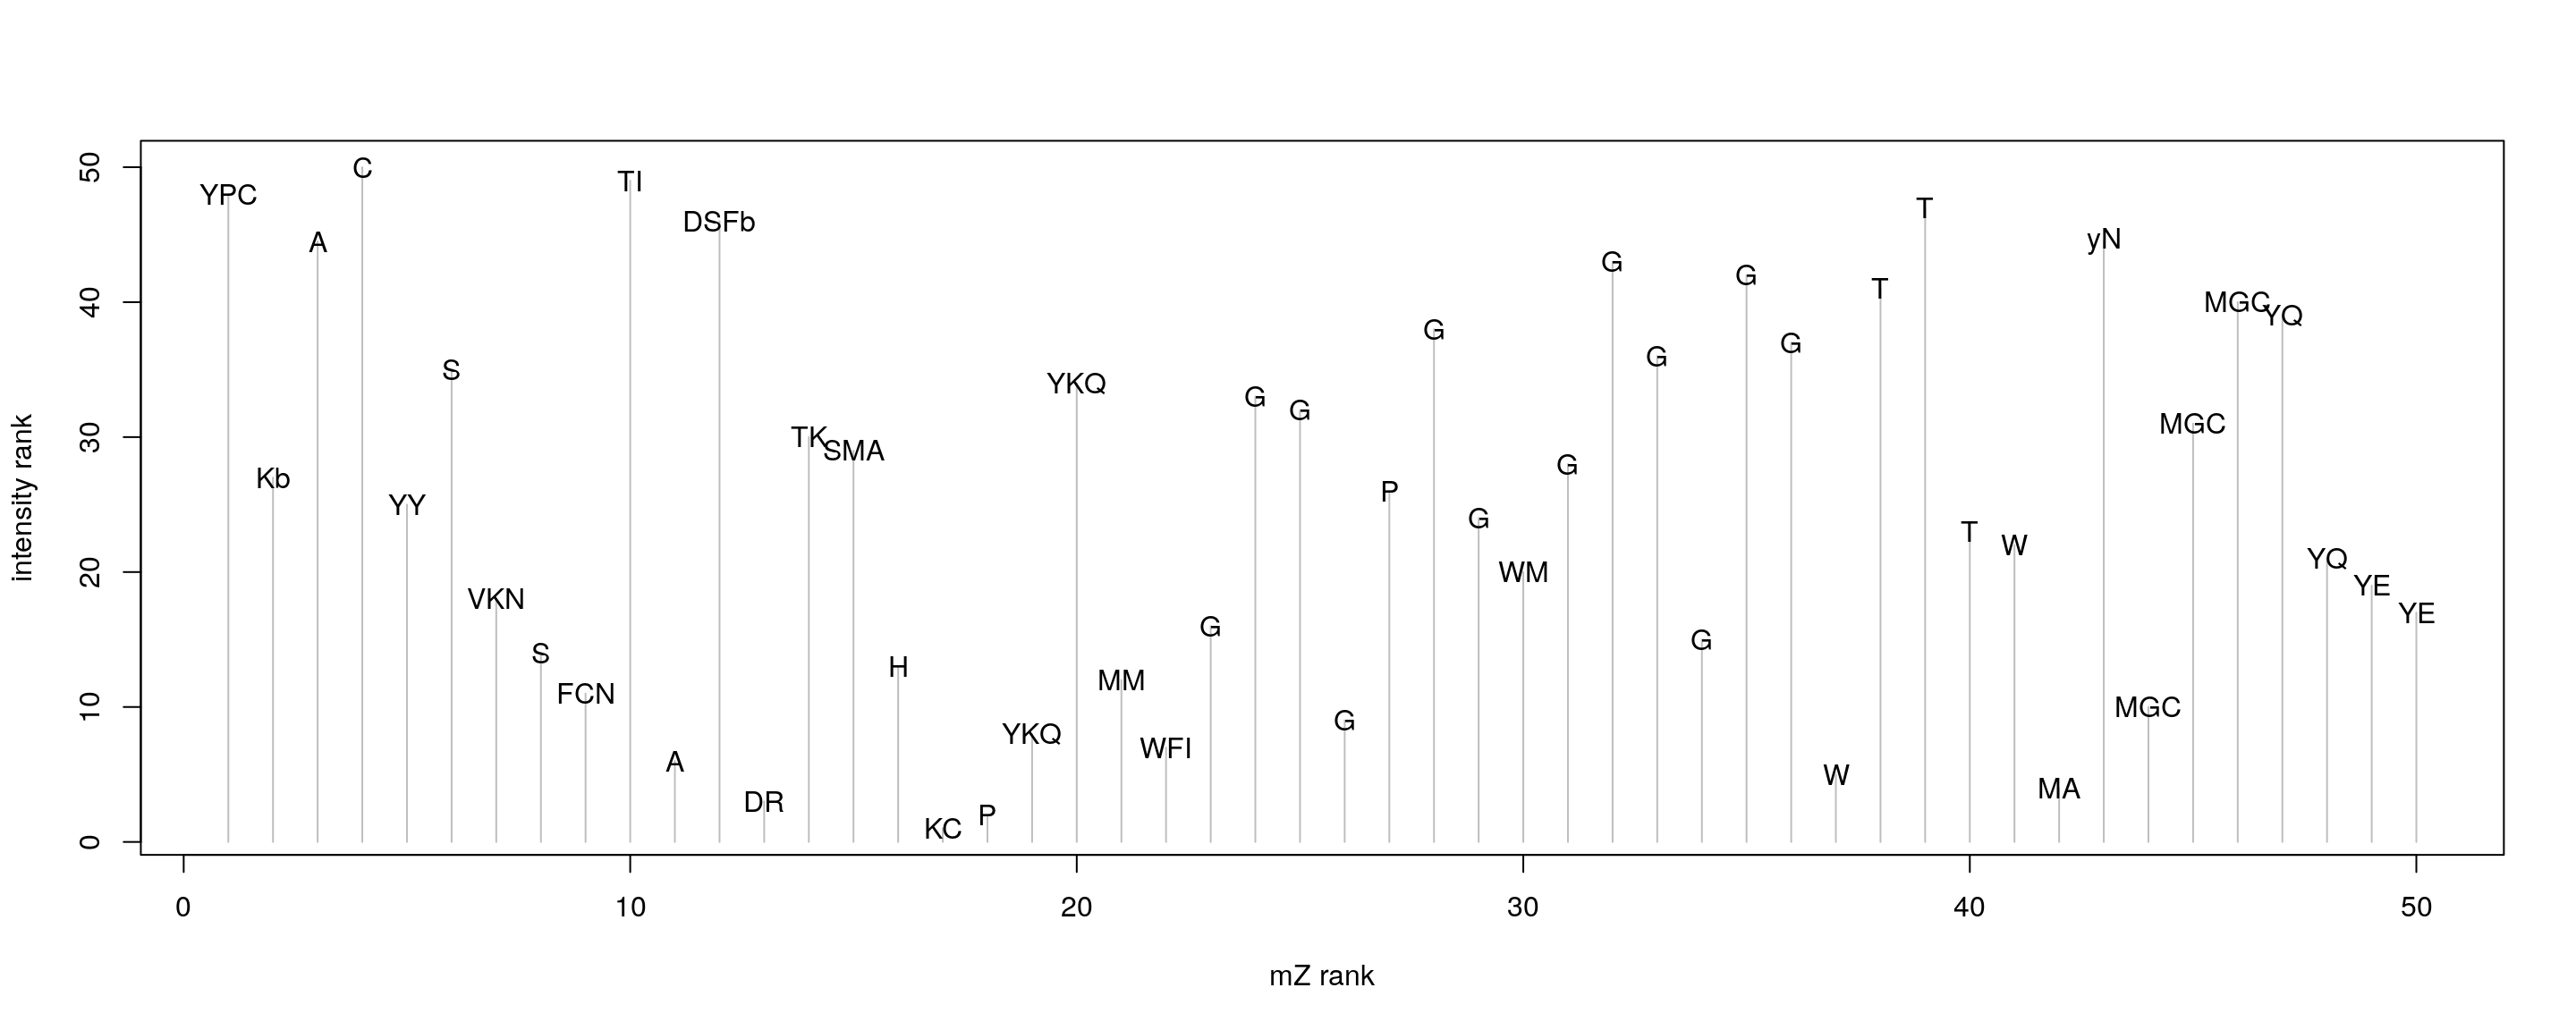 YPC
Kb
A
C
YY
S
VKN
S
FCN
TI
A
DSFb
DR
TK
SMA
H
KC
P
YKQ
YKQ
MM
WFI
G
G
G
G
P
G
G
WM
G
G
G
G
G
G
W
T
T
T
W
MA
yN
MGC
MGC
MGC
YQ
YQ
YE
YE
50
40
30
20
10
0
intensity rank
0 10 20 30 40 50
mZ rank